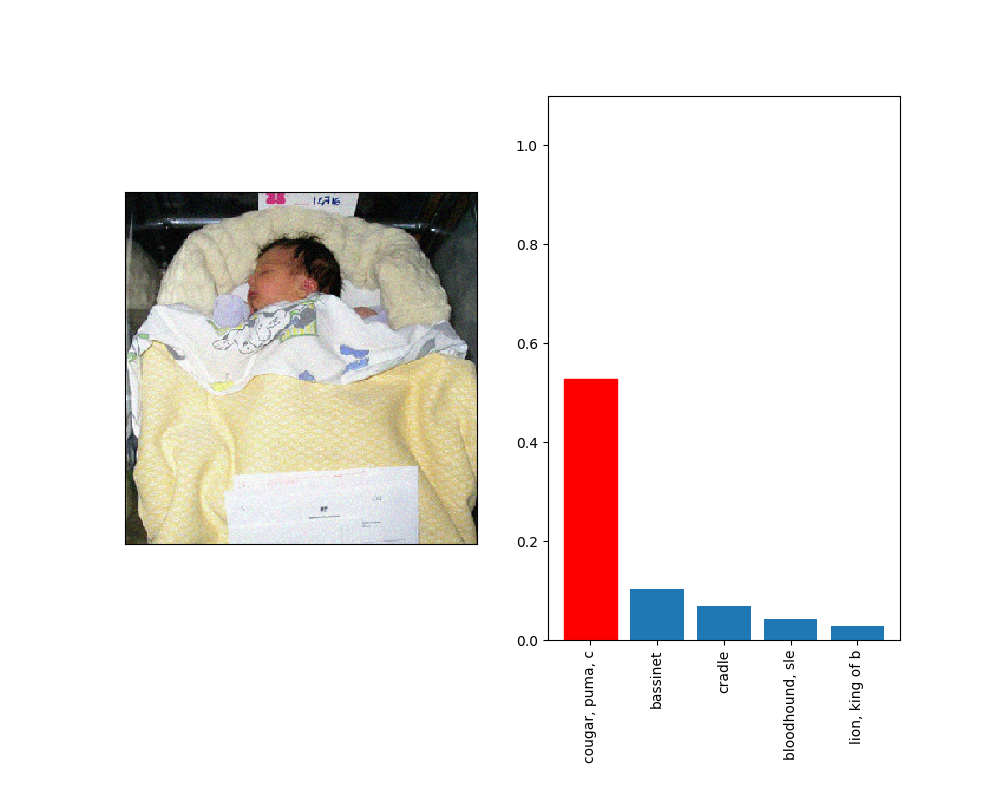 1.0
0.8
0.6
0.4
0.2
0.0
cougar, puma, c
bassinet
cradle
bloodhound, sle
lion, king of b